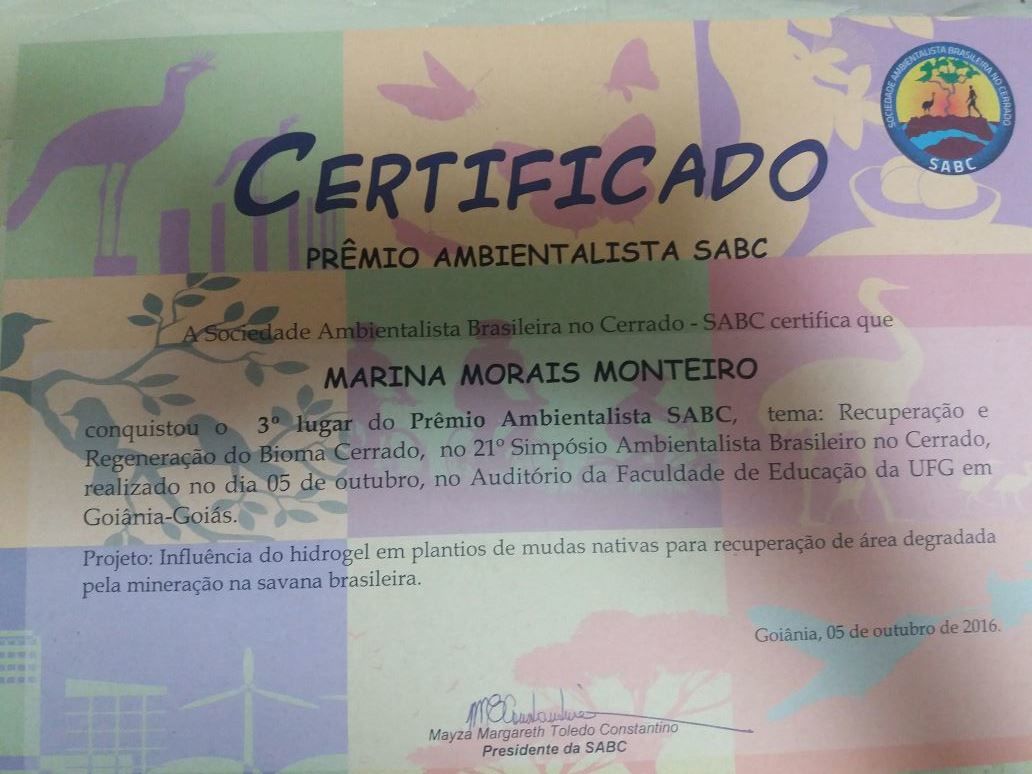 SOCIEDADE AMBIENTALISTA BRASILEIRA NO CERRADO
SABC
CERTIFICADO
PRÊMIO AMBIENTALISTA SABC
A Sociedade Ambientalista Brasileira no Cerrado - SABC certifica que
MARINA MORAIS MONTEIRO
conquistou o 3º lugar do Prêmio Ambientalista SABC, tema: Recuperação e
Regeneração do Bioma Cerrado, no 21º Simpósio Ambientalista Brasileiro no Cerrado,
realizado no dia 05 de outubro, no Auditório da Faculdade de Educação da UFG em
Goiânia-Goiás.
Projeto: Influência do hidrogel em plantios de mudas nativas para recuperação de área degradada
pela mineração na savana brasileira.
Goiânia, 05 de outubro de 2016.
Mayza Margareth Toledo Constantino
Presidente da SABC